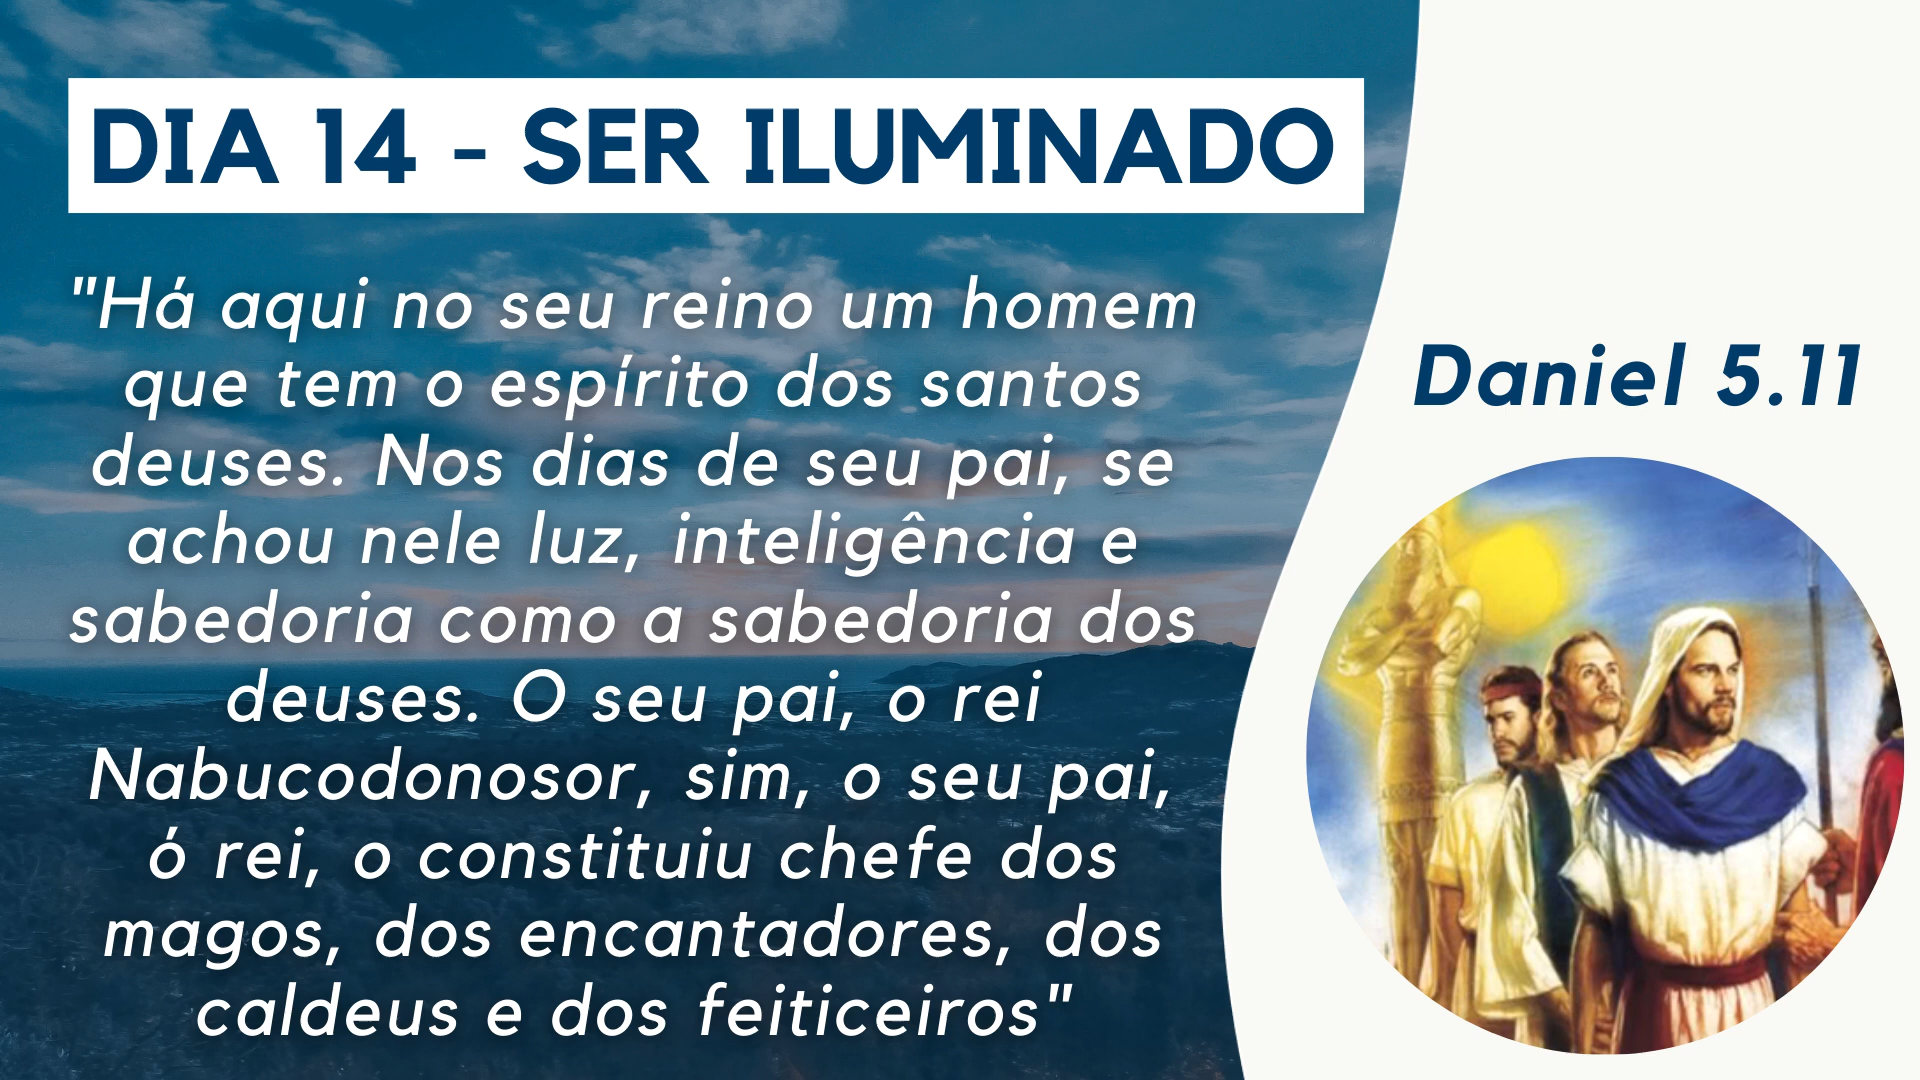 DIA 14 - SER ILUMINADO
"Há aqui no seu reino um homem
que tem o espírito dos santos
deuses. Nos dias de seu pai, se
achou nele luz, inteligência e
sabedoria como a sabedoria dos
deuses. O seu pai, o rei
Nabucodonosor, sim, o seu pai,
ó rei, o constituiu chefe dos
magos, dos encantadores, dos
caldeus e dos feiticeiros"
Daniel 5.11